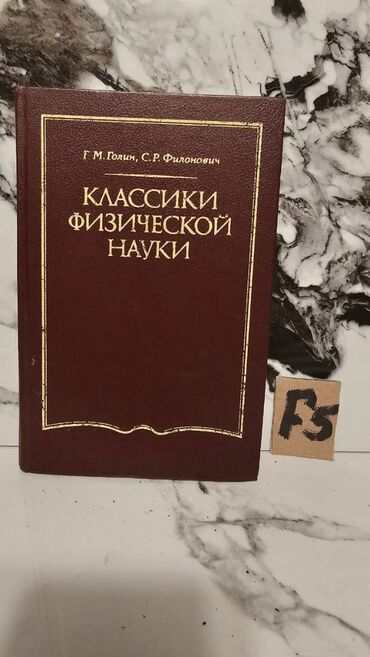 Г. М. Голин, С. Р. Филонович
КЛАССИКИ
ФИЗИЧЕСКОЙ
НАУКИ
F5